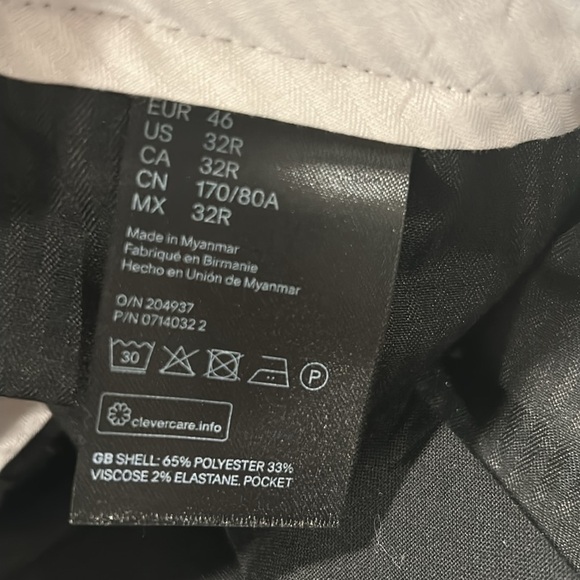 EUR 46
US 32R
CA 32R
CN 170/80A
MX 32R
Made in Myanmar
Fabriqué en Birmanie
Hecho en Unión de Myanmar
O/N 204937
P/N 0714032 2
30
P
clevercare.info
GB SHELL: 65% POLYESTER 33%
VISCOSE 2% ELASTANE. POCKET